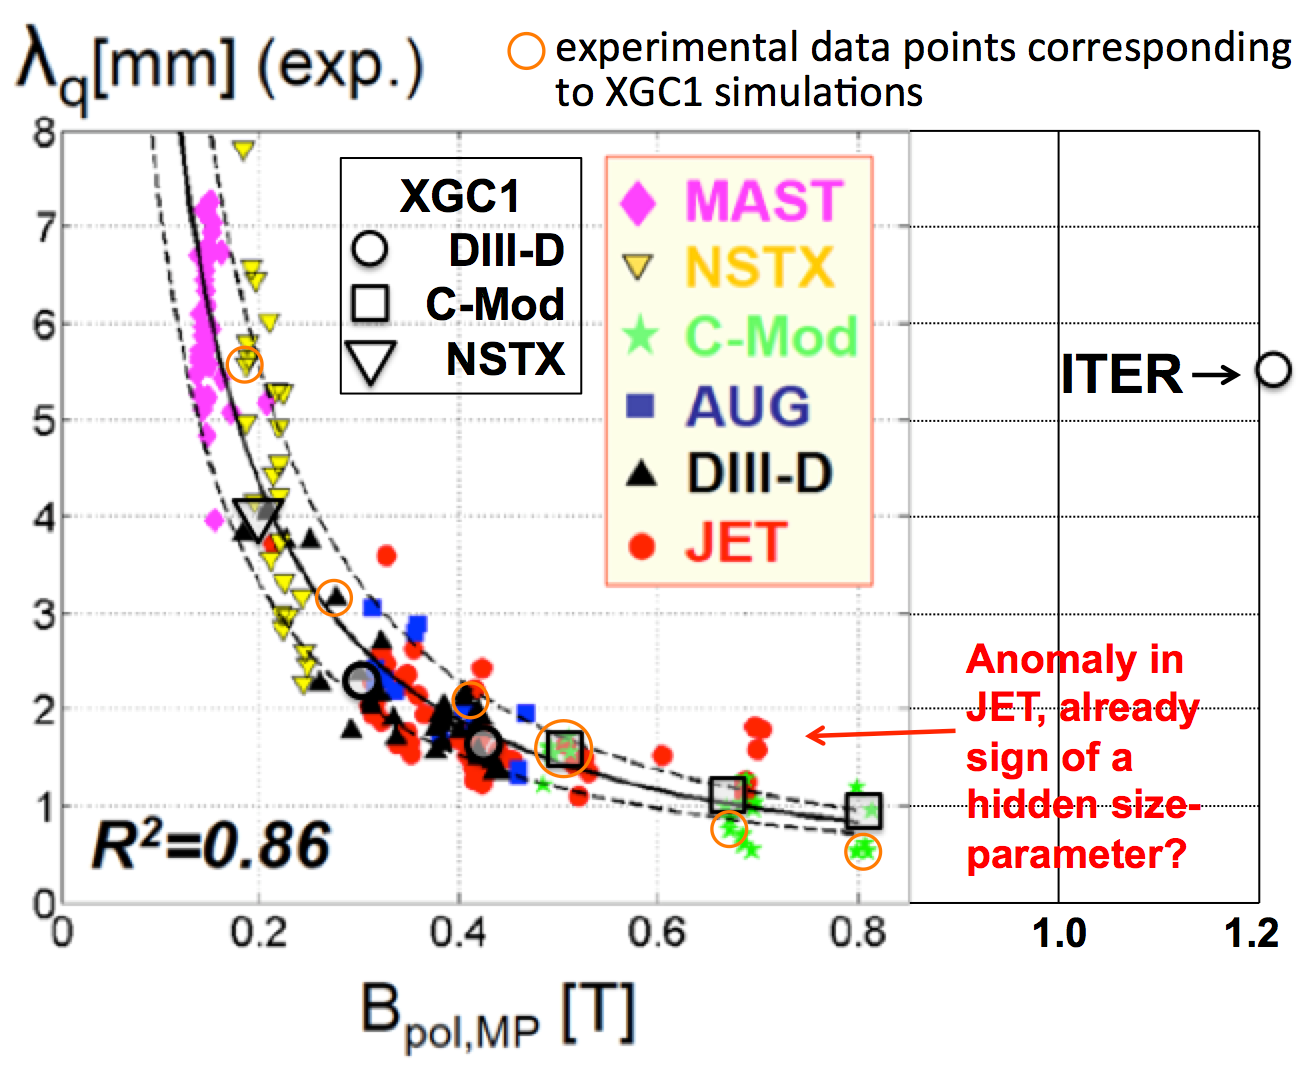 λq[mm] (exp.)
experimental data points corresponding
to XGC1 simulations
8
7
6
5
4
3
2
1
0
XGC1
DIII-D
C-Mod
NSTX
MAST
NSTX
C-Mod
AUG
DIII-D
JET
ITER
Anomaly in
JET, already
sign of a
hidden size-
parameter?
R²=0.86
0 0.2 0.4 0.6 0.8 1.0 1.2
Bpol,MP [T]